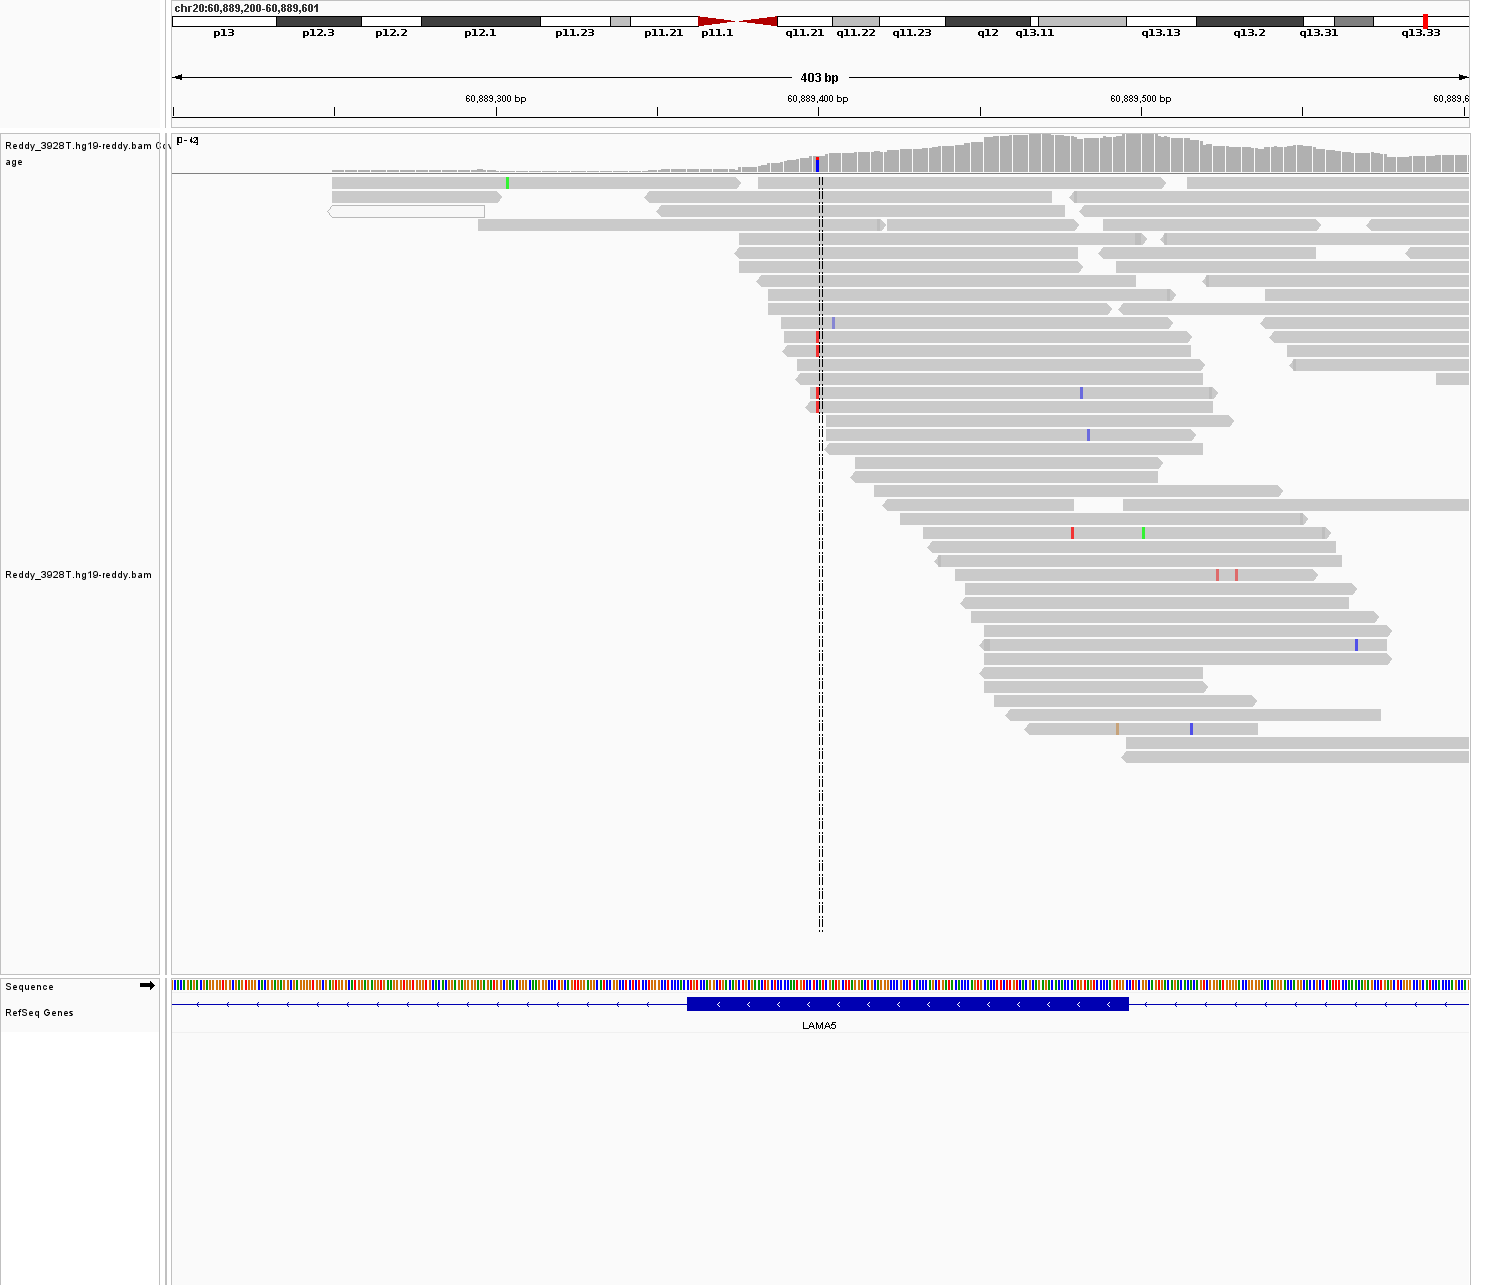 chr20:60,889,200-60,889,601
p13 p12.3 p12.2 p12.1 p11.23 p11.21 p11.1 q11.21 q11.22 q11.23 q12 q13.11 q13.13 q13.2 q13.31 q13.33
403 bp
60,889,300 bp 60,889,400 bp 60,889,500 bp 60,889,6
[0 - 42]
Reddy_3928T.hg19-reddy.bam Cov
age
Reddy_3928T.hg19-reddy.bam
Sequence
RefSeq Genes
LAMA5